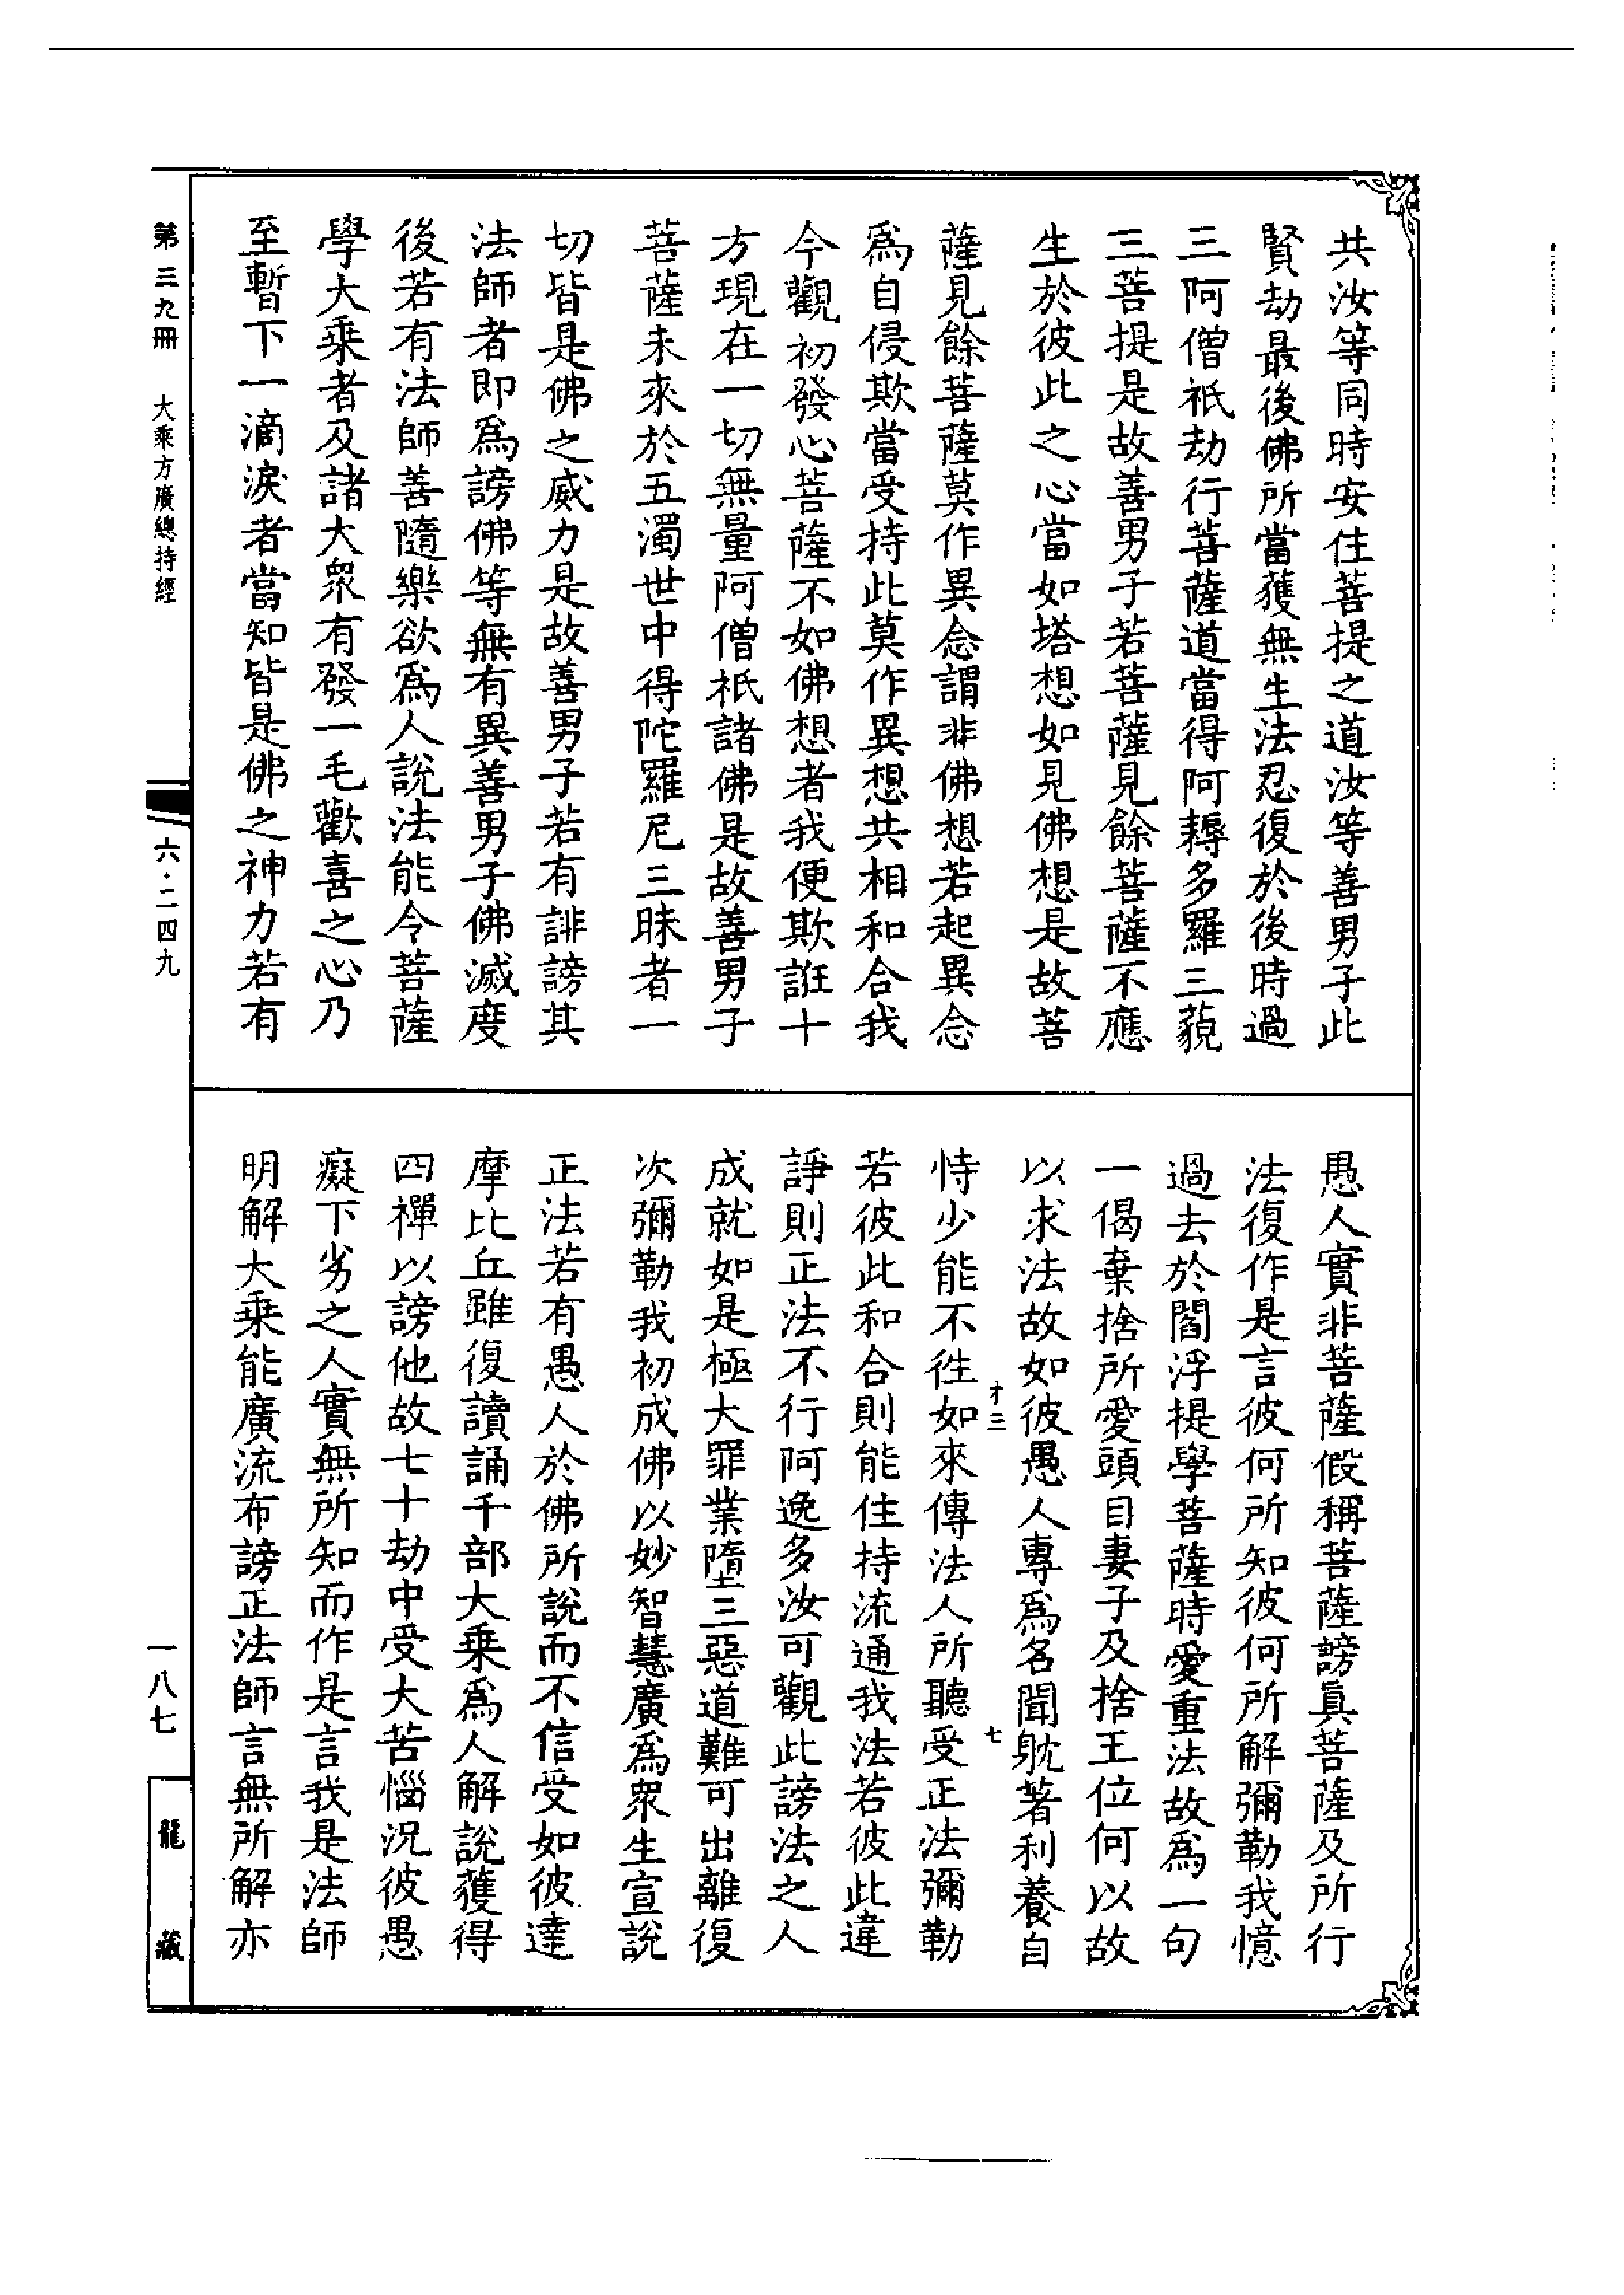 共汝等同時安住菩提之道汝等善男子此
賢劫最後佛所當獲無生法忍復於後時過
三阿僧祇劫行菩薩道當得阿耨多羅三藐
三菩提是故善男子若菩薩見餘菩薩不應
生於彼此之心當如塔想如見佛想是故菩
薩見餘菩薩莫作異念謂非佛想若起異念
爲自侵欺當受持此莫作異想共相和合我
今觀初發心菩薩不如佛想者我便欺誑十
方現在一切無量阿僧祇諸佛是故善男子
菩薩未來於五濁世中得陀羅尼三昧者一
切皆是佛之威力是故善男子若有誹謗其
法師者即爲謗佛等無有異善男子佛滅度
後若有法師善隨樂欲爲人說法能令菩薩
學大乘者及諸大眾有發一毛歡喜之心乃
至暫下一滴淚者當知皆是佛之神力若有
愚人實非菩薩假稱菩薩謗眞菩薩及所行
法復作是言彼何所知彼何所解彌勒我憶
過去於閻浮提學菩薩時愛重法故爲一句
一偈棄捨所愛頭目妻子及捨王位何以故
以求法故如彼愚人專爲名聞躭著利養自
恃少能不徃如來傳法人所聽受正法彌勒
若彼此和合則能住持流通我法若彼此違
諍則正法不行阿逸多汝可觀此謗法之人
成就如是極大罪業墮三惡道難可出離復
次彌勒我初成佛以妙智慧廣爲眾生宣說
正法若有愚人於佛所說而不信受如彼達
摩比丘雖復讀誦千部大乘爲人解說獲得
四禪以謗他故七十劫中受大苦惱況彼愚
癡下劣之人實無所知而作是言我是法師
明解大乘能廣流布謗正法師言無所解亦
才三
七
第三九冊
大乘方廣總持經
六·二四九
一八七
龍藏